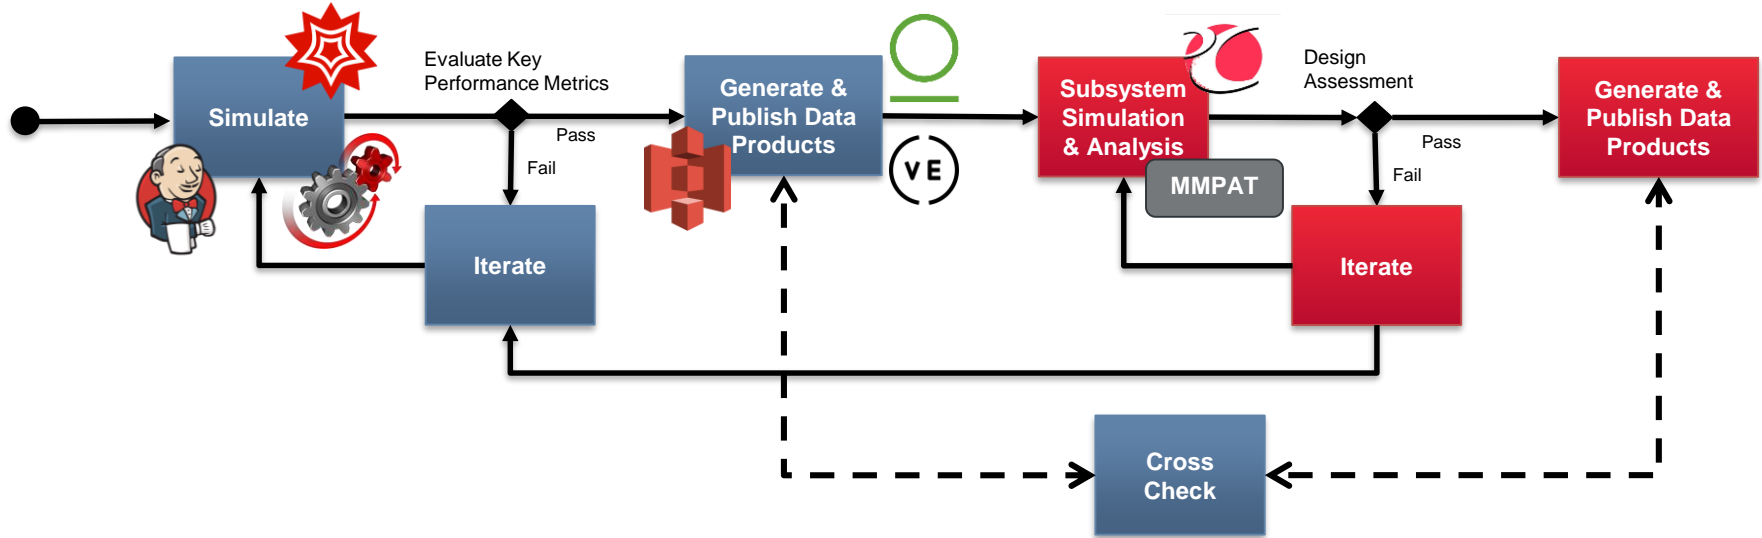 Evaluate Key
Performance Metrics
Simulate
Pass
Fail
Iterate
Generate &
Publish Data
Products
VE
Subsystem
Simulation
& Analysis
MMPAT
Design
Assessment
Pass
Fail
Iterate
Generate &
Publish Data
Products
Cross
Check